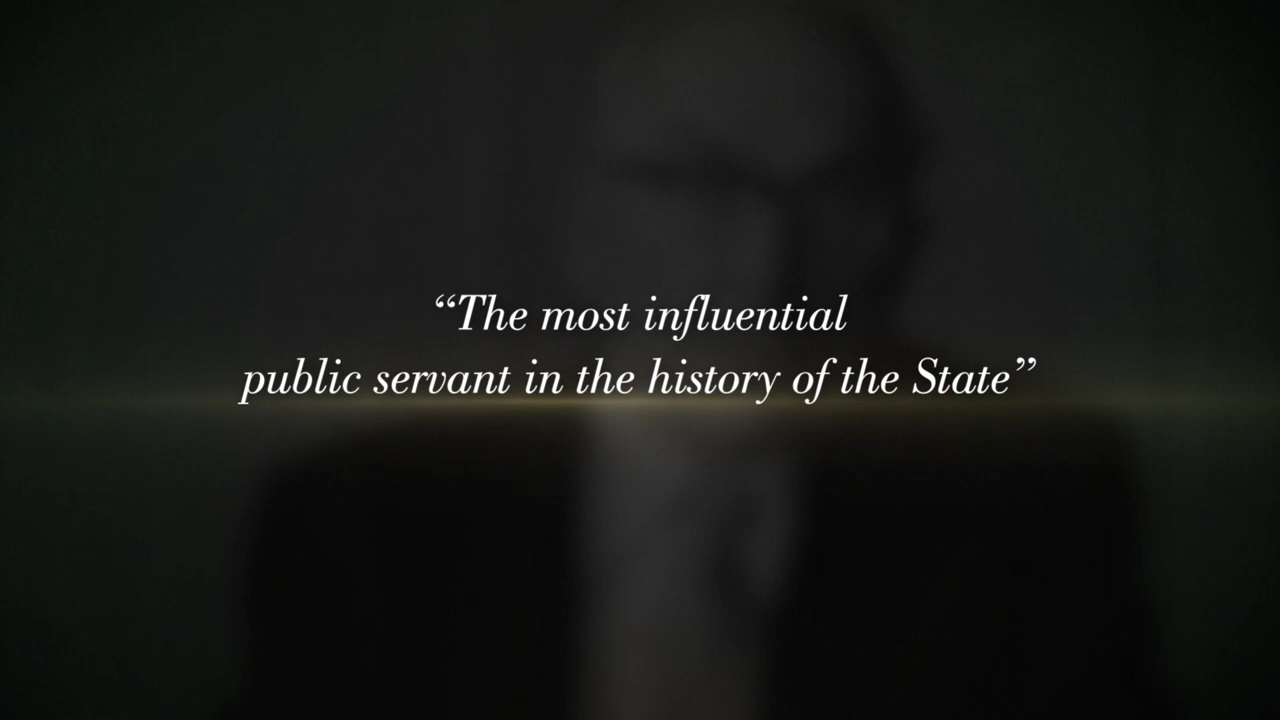 “The most influential
public servant in the history of the State”